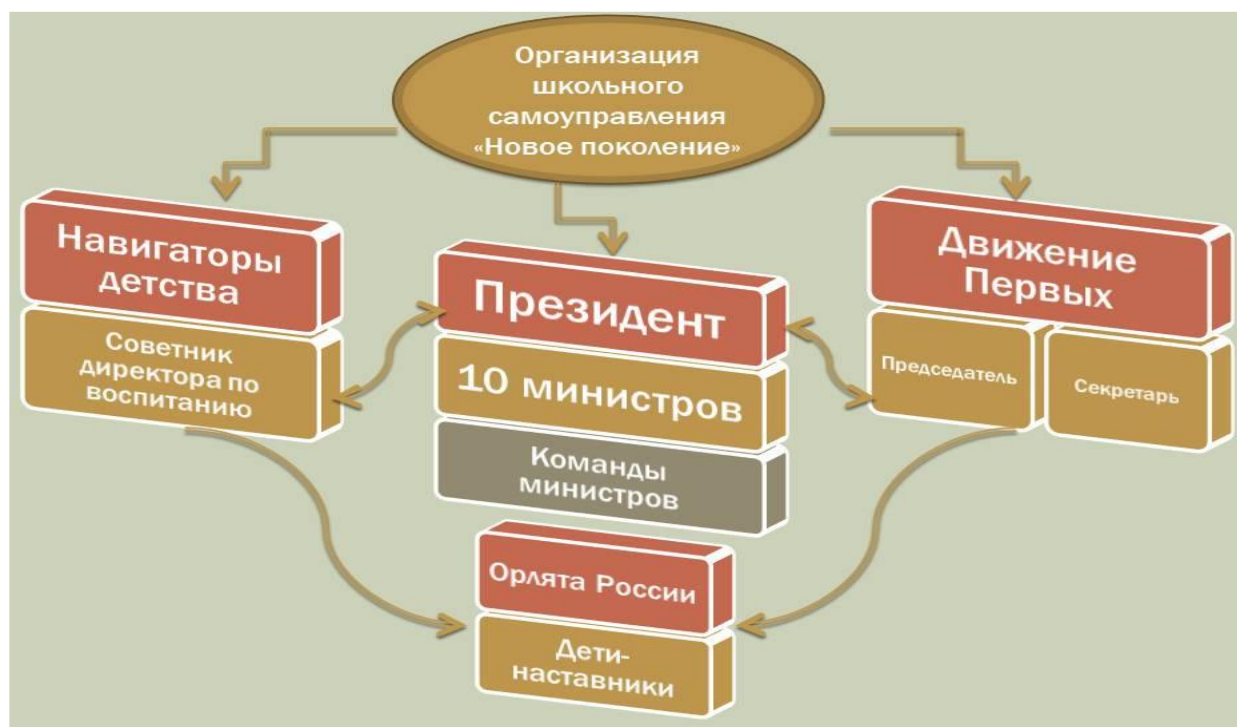 Организация
школьного
самоуправления
«Новое поколение»
Навигаторы
детства
Советник
директора по
воспитанию
Президент
10 министров
Команды
министров
Движение
Первых
Председатель
Секретарь
Орлята России
Дети-
наставники